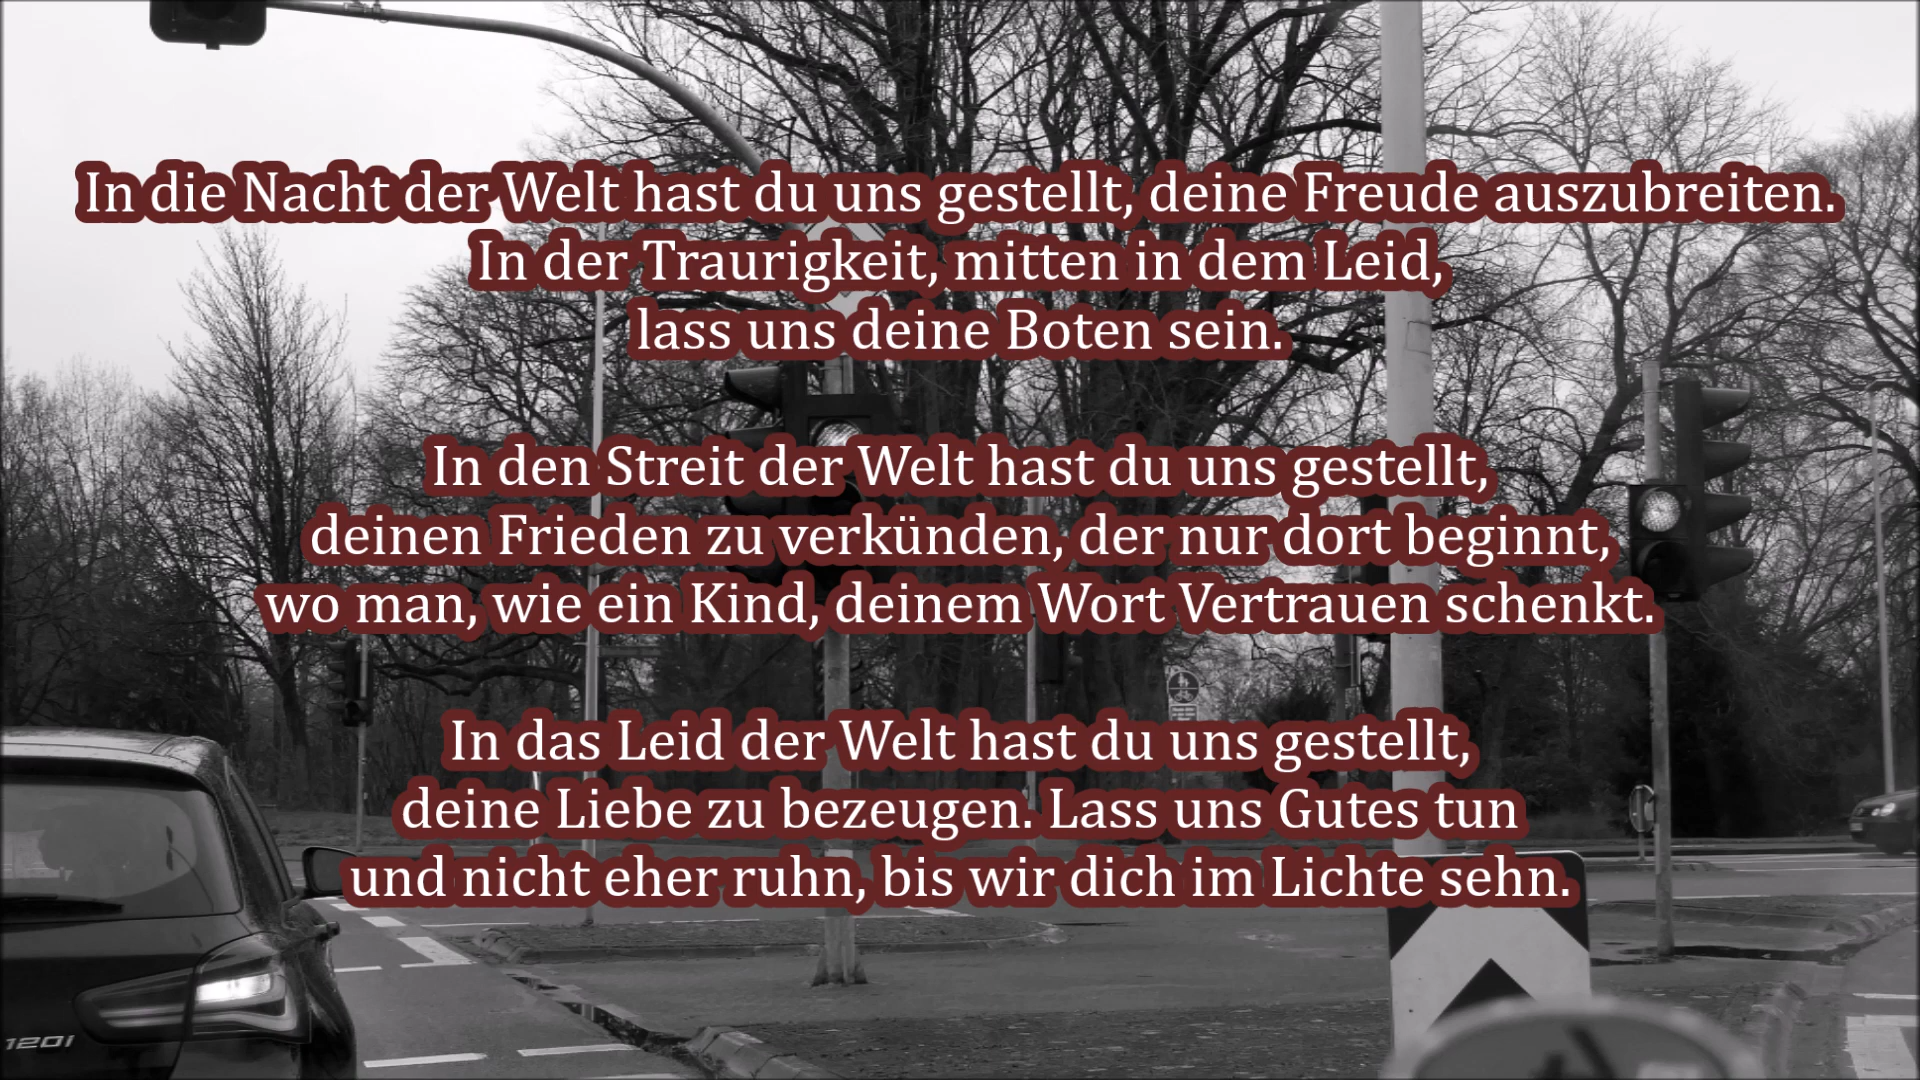 In die Nacht der Welt hast du uns gestellt, deine Freude auszubreiten.
In der Traurigkeit, mitten in dem Leid,
lass uns deine Boten sein.
In den Streit der Welt hast du uns gestellt,
deinen Frieden zu verkünden, der nur dort beginnt,
wo man, wie ein Kind, deinem Wort Vertrauen schenkt.
In das Leid der Welt hast du uns gestellt,
deine Liebe zu bezeugen. Lass uns Gutes tun
und nicht eher ruhn, bis wir dich im Lichte sehn.
120i